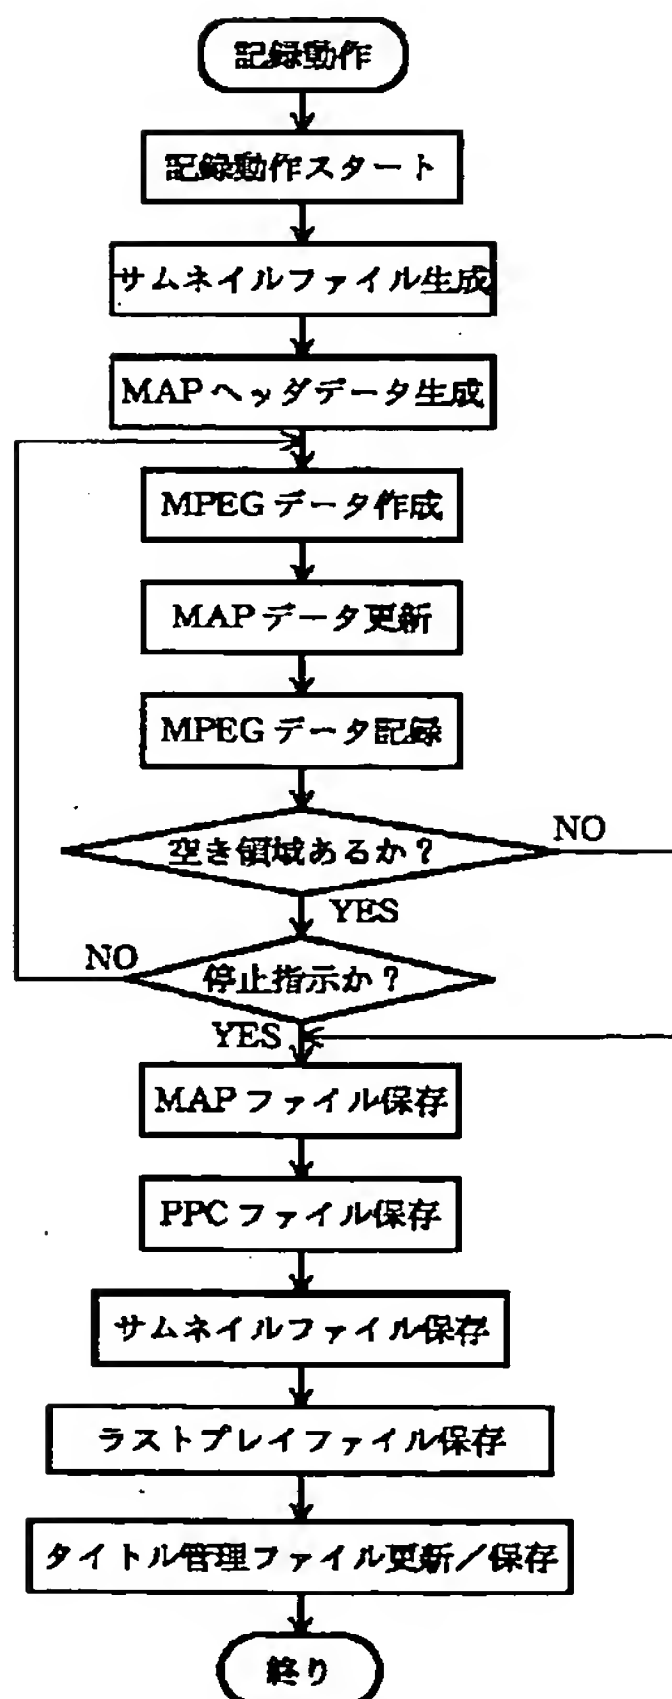 記録動作
記録動作スタート
サムネイルファイル生成
MAPヘッダデータ生成
MPEGデータ作成
MAPデータ更新
MPEGデータ記録
空き領域あるか?
NO
YES
NO
停止指示か?
YES
MAPファイル保存
PPCファイル保存
サムネイルファイル保存
ラストプレイファイル保存
タイトル管理ファイル更新/保存
終り